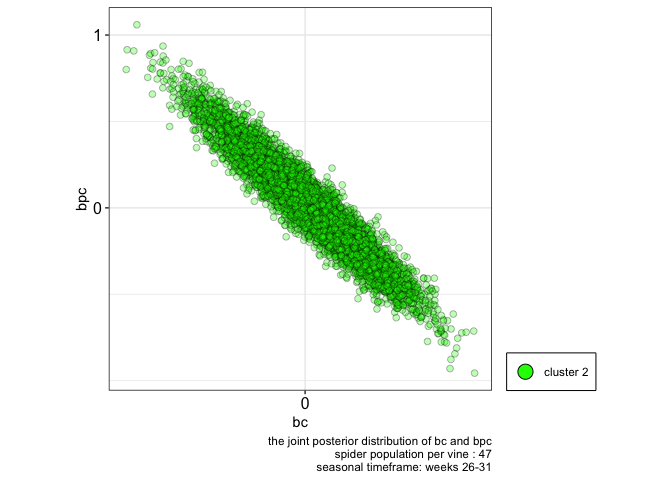 1
0
bpc
0
bc
cluster 2
the joint posterior distribution of bc and bpc
spider population per vine : 47
seasonal timeframe: weeks 26-31